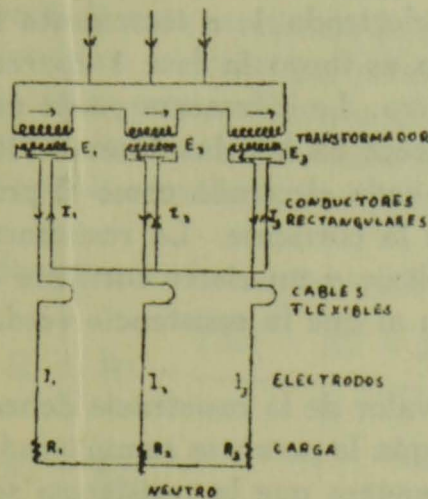 E₁ E₂ E₃ TRANSFORMADOR
I₁ I₂ I₃ CONDUCTORES
RECTANGULARES
CABLES
FLEXIBLES
I₁ I₂ I₃ ELECTRODOS
R₁ R₂ R₃ CARGA
NEUTRO